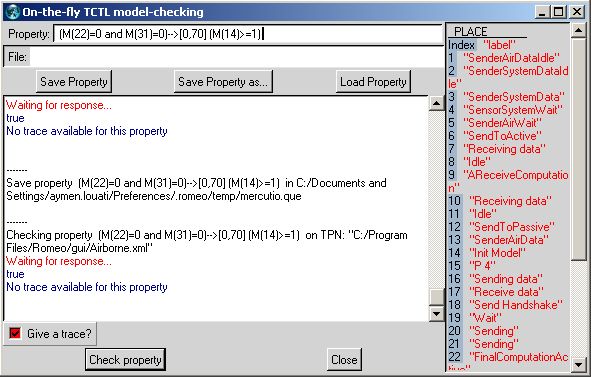 On-the-fly TCTL model-checking
Property: (M(22)=0 and M(31)=0)-->[0,70] (M(14)>=1)
File:
Save Property Save Property as... Load Property
Waiting for response...
true
No trace available for this property
-------
Save property (M(22)=0 and M(31)=0)-->[0,70] (M(14)>=1) in C:/Documents and
Settings/aymen.louati/Preferences/.romeo/temp/mercutio.que
-------
Checking property (M(22)=0 and M(31)=0)-->[0,70] (M(14)>=1) on TPN: "C:/Program
Files/Romeo/gui/Airborne.xml"
Waiting for response...
true
No trace available for this property
Give a trace?
Check property Close
PLACE
Index "label"
1 "SenderAirDataIdle"
2 "SenderSystemDataId
le"
3 "SenderSystemData"
4 "SensorSystemWait"
5 "SenderAirWait"
6 "SendToActive"
7 "Receiving data"
8 "Idle"
9 "AReceiveComputatio
n"
10 "Receiving data"
11 "Idle"
12 "SendToPassive"
13 "SenderAirData"
14 "Init Model"
15 "P 4"
16 "Sending data"
17 "Receive data"
18 "Send Handshake"
19 "Wait"
20 "Sending"
21 "Sending"
22 "FinalComputationAc